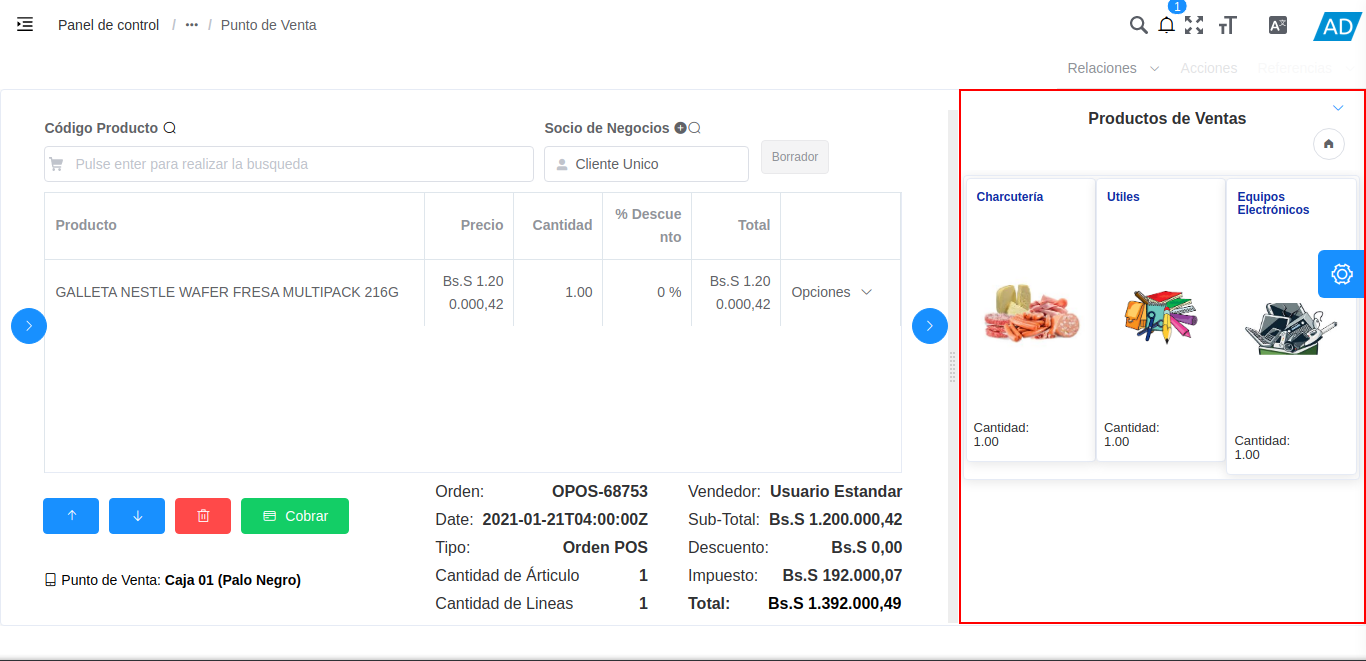 Panel de control / ••• / Punto de Venta
1
AD
Relaciones
Acciones
Referencias
Código Producto
Pulse enter para realizar la busqueda
Socio de Negocios
Cliente Unico
Borrador
Producto
Precio
Cantidad
% Descue
nto
Total
GALLETA NESTLE WAFER FRESA MULTIPACK 216G
Bs.S 1.20
0.000,42
1.00
0 %
Bs.S 1.20
0.000,42
Opciones
Cobrar
Punto de Venta: Caja 01 (Palo Negro)
Orden: OPOS-68753
Date: 2021-01-21T04:00:00Z
Tipo: Orden POS
Cantidad de Árticulo 1
Cantidad de Lineas 1
Vendedor: Usuario Estandar
Sub-Total: Bs.S 1.200.000,42
Descuento: Bs.S 0,00
Impuesto: Bs.S 192.000,07
Total: Bs.S 1.392.000,49
Productos de Ventas
Charcutería
Cantidad:
1.00
Utiles
Cantidad:
1.00
Equipos
Electrónicos
Cantidad:
1.00